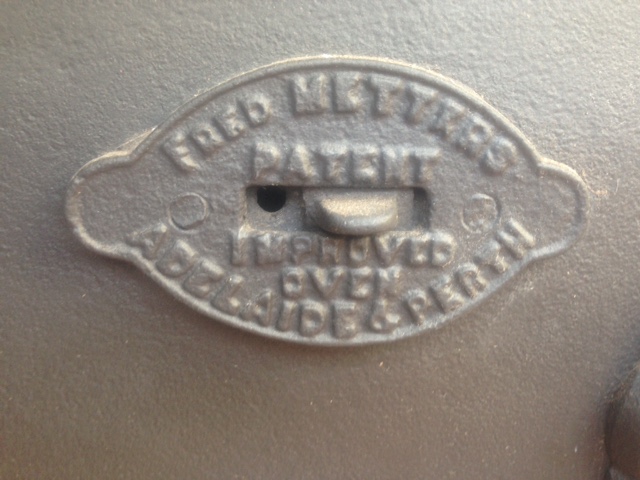 FRED METTERS
PATENT
IMPROVED
OVEN
ADELAIDE & PERTH